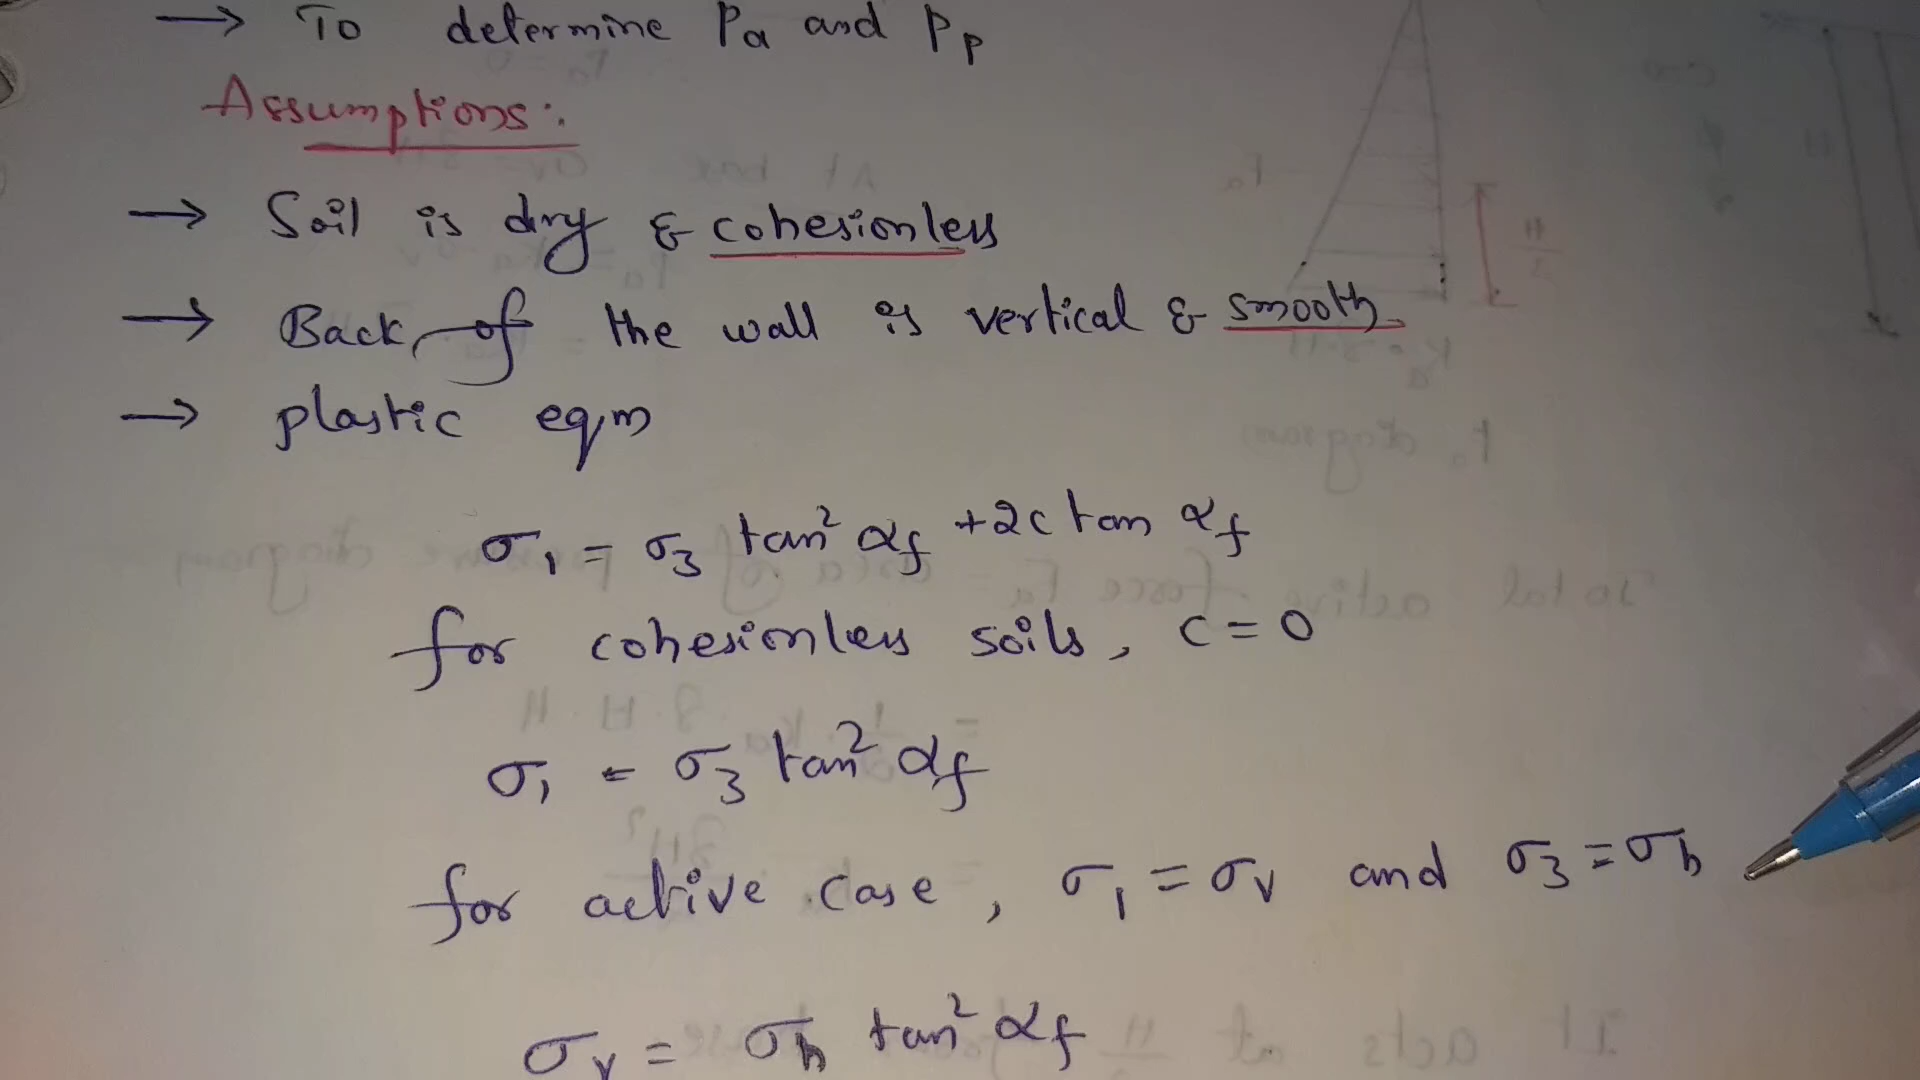 → To determine Pa and Pp
Assumptions:
→ Soil is dry & cohesionless
→ Back of the wall is vertical & smooth.
→ plastic eqm
σ₁ = σ₃ tan² αf + 2c tan αf
for cohesionless soils, c = 0
σ₁ = σ₃ tan² αf
for active case, σ₁ = σv and σ₃ = σh
σv = σh tan² αf